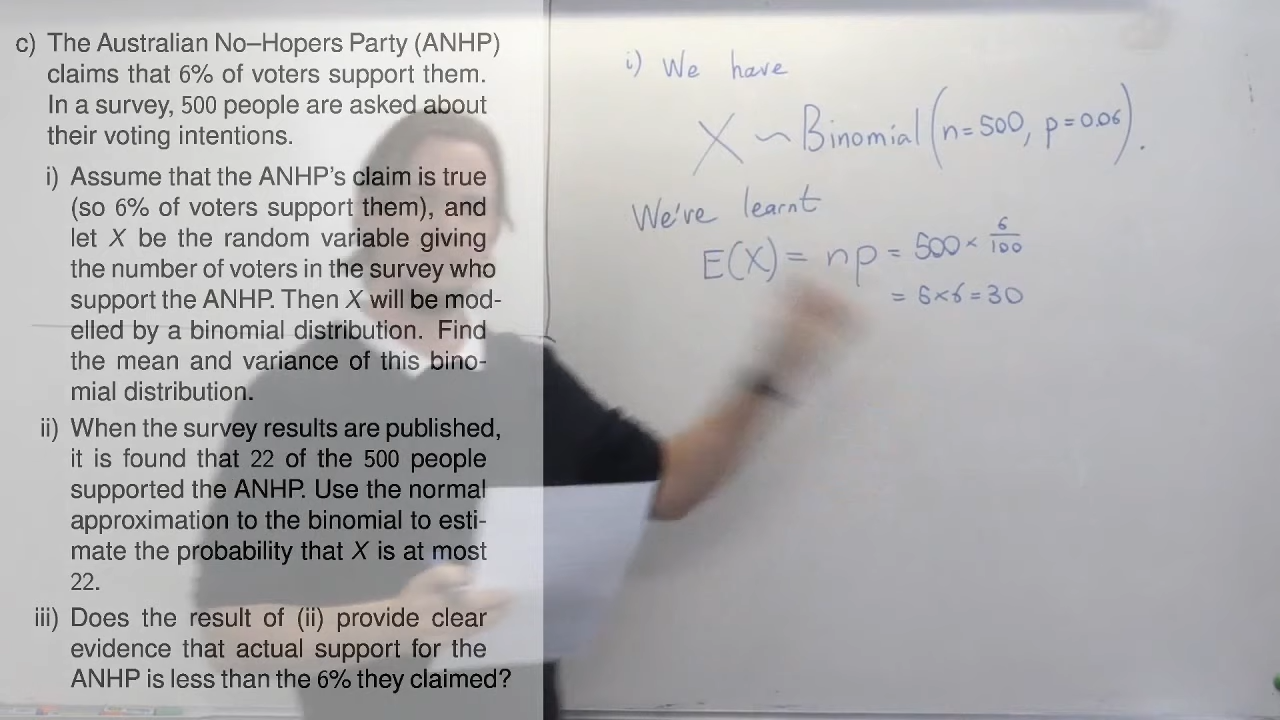 c) The Australian No–Hopers Party (ANHP)
claims that 6% of voters support them.
In a survey, 500 people are asked about
their voting intentions.
i) Assume that the ANHP's claim is true
(so 6% of voters support them), and
let X be the random variable giving
the number of voters in the survey who
support the ANHP. Then X will be mod-
elled by a binomial distribution. Find
the mean and variance of this bino-
mial distribution.
ii) When the survey results are published,
it is found that 22 of the 500 people
supported the ANHP. Use the normal
approximation to the binomial to esti-
mate the probability that X is at most
22.
iii) Does the result of (ii) provide clear
evidence that actual support for the
ANHP is less than the 6% they claimed?
i) We have
X ~ Binomial (n=500, p=0.06).
We've learnt
E(X) = np = 500 × 6/100
= 5×6=30